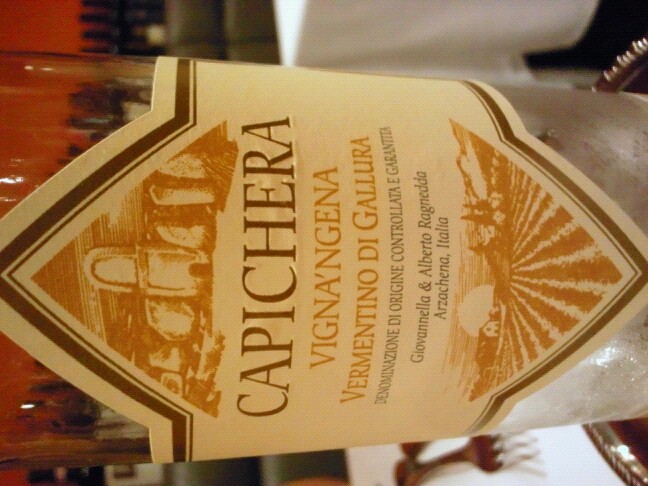 CAPICHERA
VIGNA'NGENA
VERMENTINO DI GALLURA
DENOMINAZIONE DI ORIGINE CONTROLLATA E GARANTITA
Giovannella & Alberto Ragnedda
Arzachena, Italia